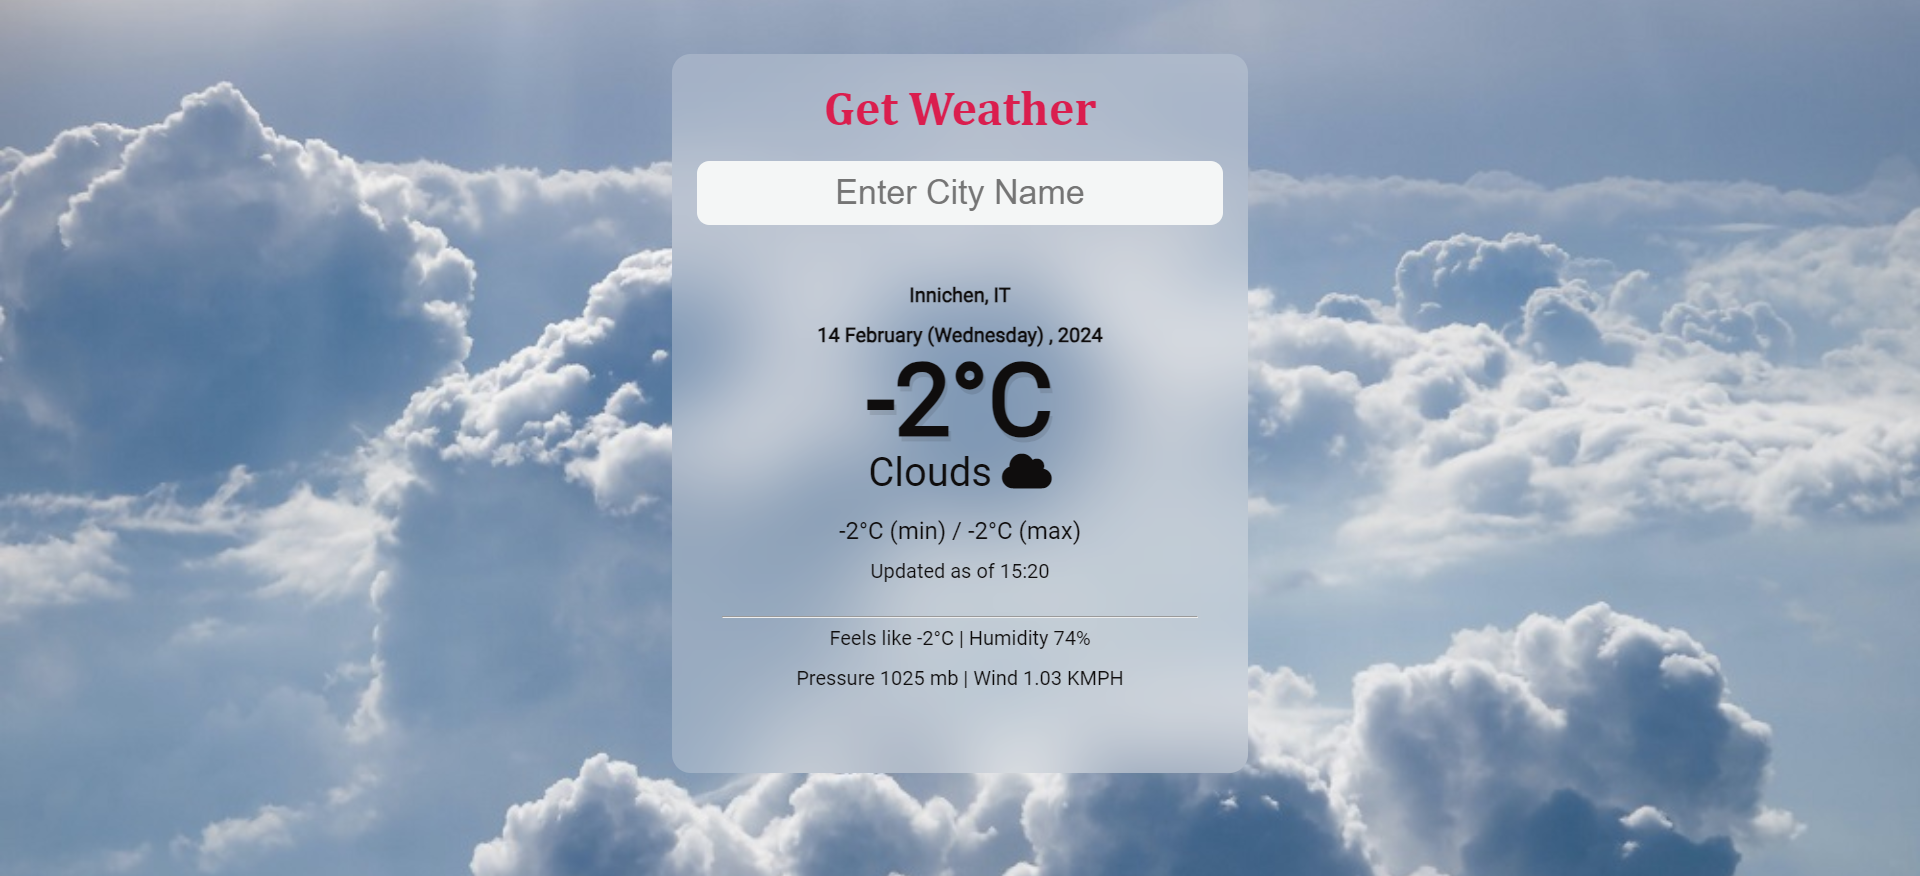 Get Weather
Enter City Name
Innichen, IT
14 February (Wednesday) , 2024
-2°C
Clouds
-2°C (min) / -2°C (max)
Updated as of 15:20
Feels like -2°C | Humidity 74%
Pressure 1025 mb | Wind 1.03 KMPH